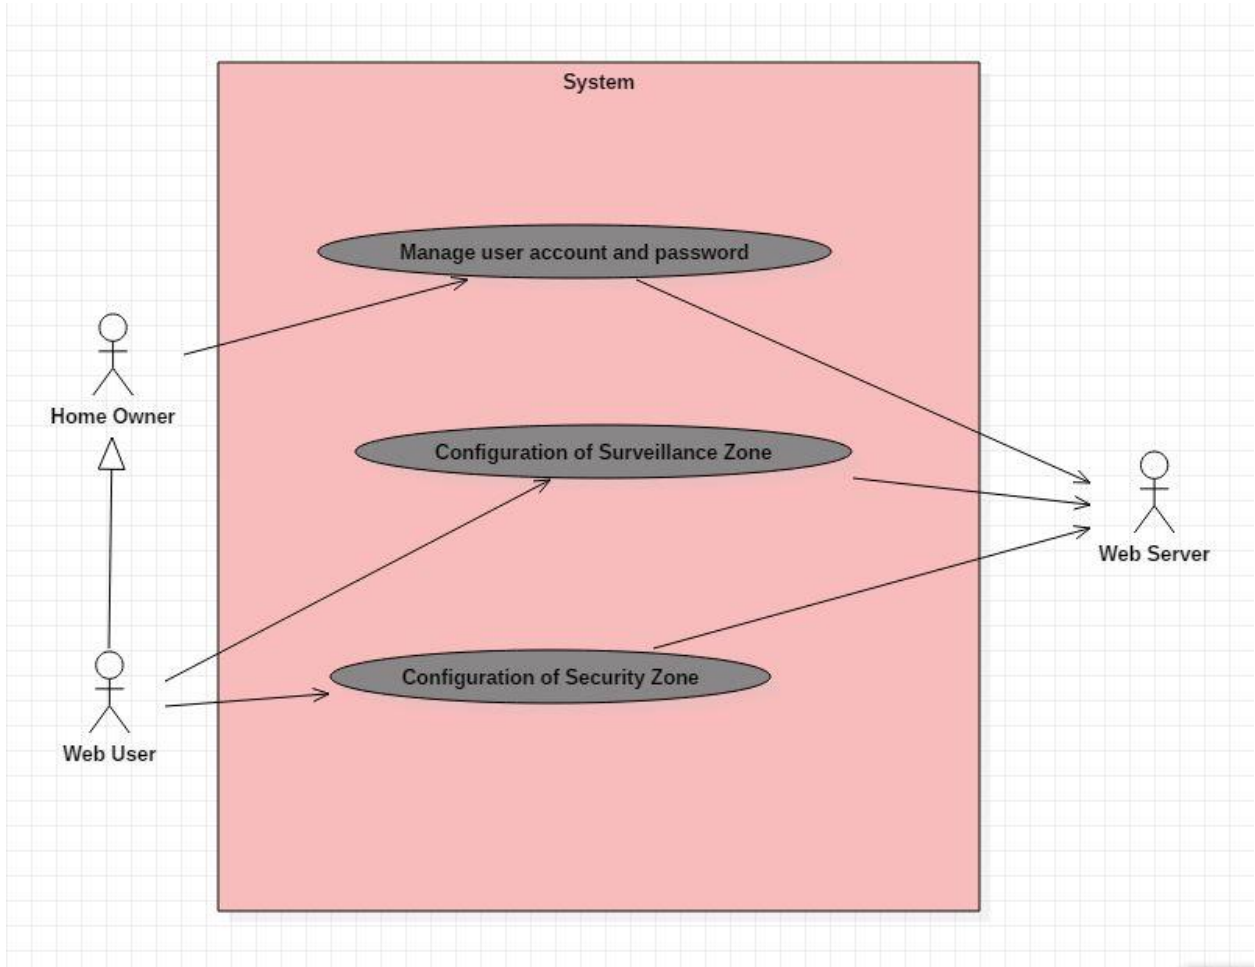 System
Manage user account and password
Home Owner
Configuration of Surveillance Zone
Web Server
Configuration of Security Zone
Web User